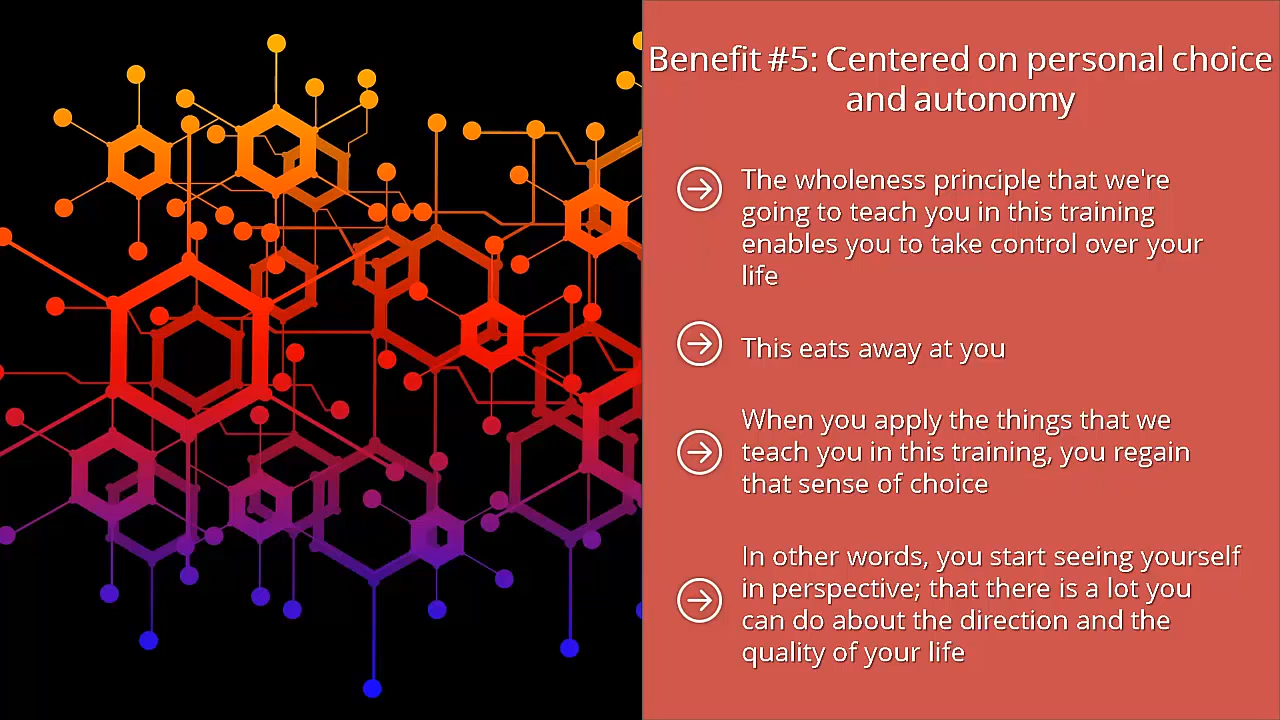 Benefit #5: Centered on personal choice
and autonomy
The wholeness principle that we're
going to teach you in this training
enables you to take control over your
life
This eats away at you
When you apply the things that we
teach you in this training, you regain
that sense of choice
In other words, you start seeing yourself
in perspective; that there is a lot you
can do about the direction and the
quality of your life